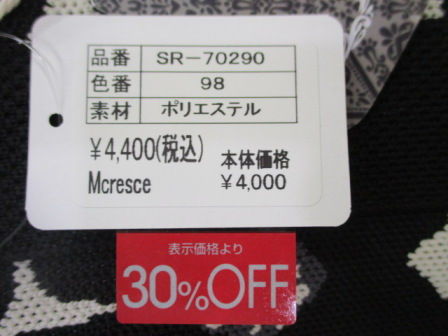 品番 SR-70290
色番 98
素材 ポリエステル
¥4,400(税込) 本体価格
Mcresce ¥4,000
表示価格より
30%OFF